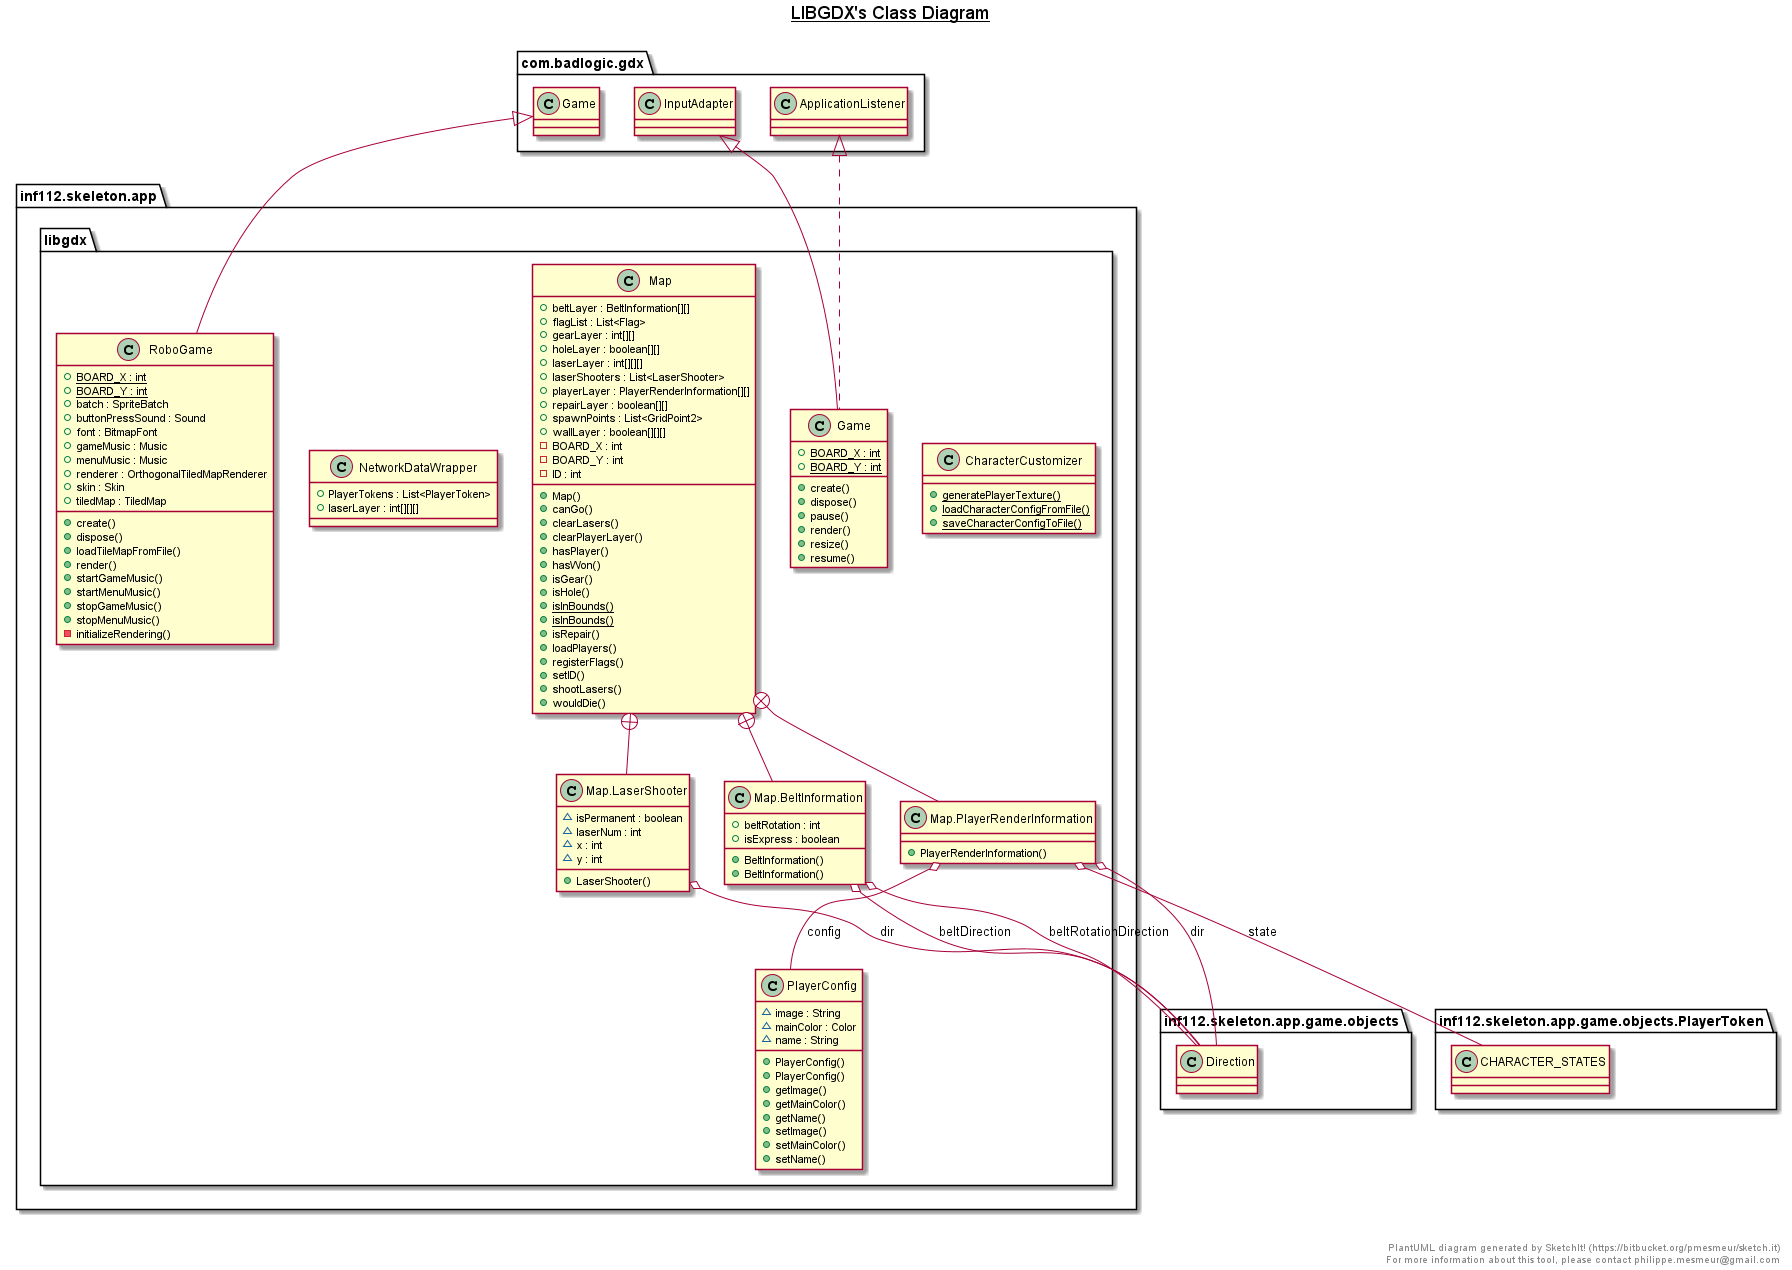 LIBGDX's Class Diagram
com.badlogic.gdx
C Game
C InputAdapter
C ApplicationListener
inf112.skeleton.app
libgdx
C RoboGame
BOARD_X : int
BOARD_Y : int
batch : SpriteBatch
buttonPressSound : Sound
font : BitmapFont
gameMusic : Music
menuMusic : Music
renderer : OrthogonalTiledMapRenderer
skin : Skin
tiledMap : TiledMap
create()
dispose()
loadTileMapFromFile()
render()
startGameMusic()
startMenuMusic()
stopGameMusic()
stopMenuMusic()
initializeRendering()
C NetworkDataWrapper
PlayerTokens : List<PlayerToken>
laserLayer : int[][][]
C Map
beltLayer : BeltInformation[][]
flagList : List<Flag>
gearLayer : int[][]
holeLayer : boolean[][]
laserLayer : int[][][]
laserShooters : List<LaserShooter>
playerLayer : PlayerRenderInformation[][]
repairLayer : boolean[][]
spawnPoints : List<GridPoint2>
wallLayer : boolean[][][]
BOARD_X : int
BOARD_Y : int
ID : int
Map()
canGo()
clearLasers()
clearPlayerLayer()
hasPlayer()
hasWon()
isGear()
isHole()
isInBounds()
isInBounds()
isRepair()
loadPlayers()
registerFlags()
setID()
shootLasers()
wouldDie()
C Game
BOARD_X : int
BOARD_Y : int
create()
dispose()
pause()
render()
resize()
resume()
C CharacterCustomizer
generatePlayerTexture()
loadCharacterConfigFromFile()
saveCharacterConfigToFile()
C Map.LaserShooter
isPermanent : boolean
laserNum : int
x : int
y : int
LaserShooter()
C Map.BeltInformation
beltRotation : int
isExpress : boolean
BeltInformation()
BeltInformation()
C Map.PlayerRenderInformation
PlayerRenderInformation()
config
dir
beltDirection
beltRotationDirection
dir
state
C PlayerConfig
image : String
mainColor : Color
name : String
PlayerConfig()
PlayerConfig()
getImage()
getMainColor()
getName()
setImage()
setMainColor()
setName()
inf112.skeleton.app.game.objects
C Direction
inf112.skeleton.app.game.objects.PlayerToken
C CHARACTER_STATES
PlantUML diagram generated by SketchIt! (https://bitbucket.org/pmesmeur/sketch.it)
For more information about this tool, please contact philippe.mesmeur@gmail.com